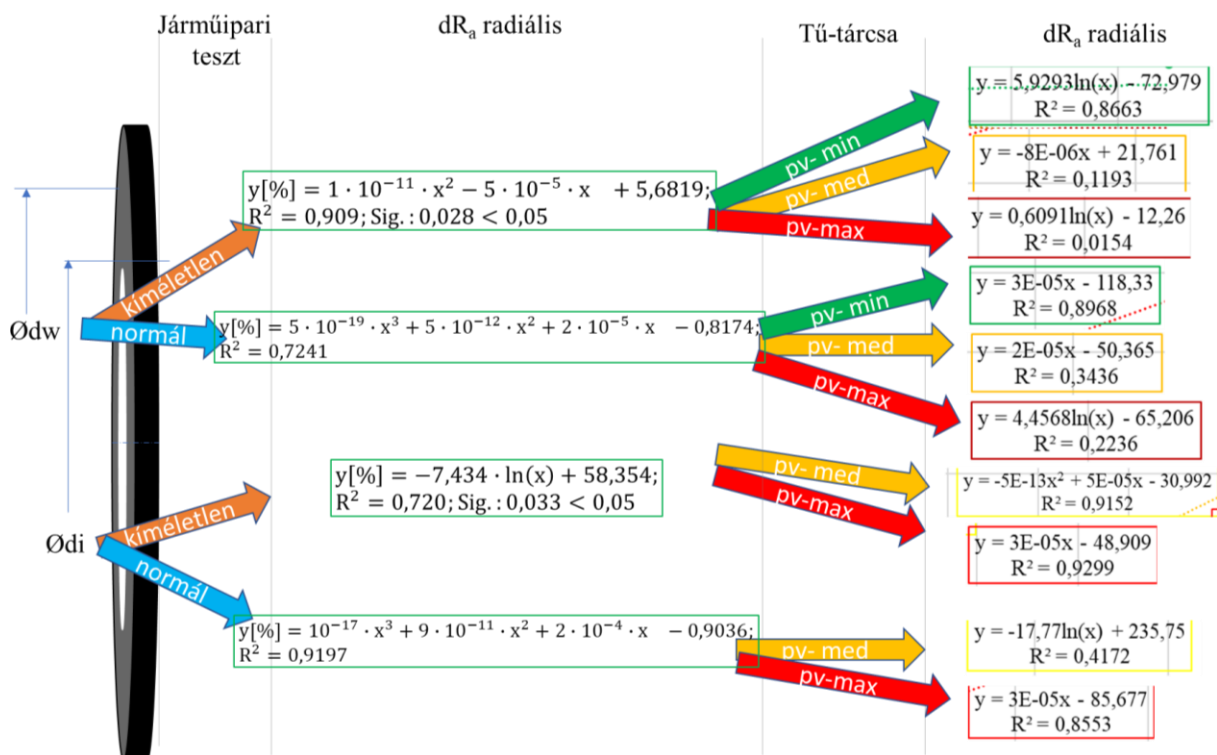 Járműipari
teszt
dRₐ radiális
Tű-tárcsa
dRₐ radiális
Ødw
kíméletlen
normál
y[%] = 1 · 10⁻¹¹ · x² − 5 · 10⁻⁵ · x + 5,6819;
R² = 0,909; Sig.: 0,028 < 0,05
pv- min
pv- med
pv-max
y = 5,9293ln(x) - 72,979
R² = 0,8663
y = -8E-06x + 21,761
R² = 0,1193
y = 0,6091ln(x) - 12,26
R² = 0,0154
y[%] = 5 · 10⁻¹⁹ · x³ + 5 · 10⁻¹² · x² + 2 · 10⁻⁵ · x − 0,8174;
R² = 0,7241
pv- min
pv- med
pv-max
y = 3E-05x - 118,33
R² = 0,8968
y = 2E-05x - 50,365
R² = 0,3436
y = 4,4568ln(x) - 65,206
R² = 0,2236
Ødi
kíméletlen
normál
y[%] = −7,434 · ln(x) + 58,354;
R² = 0,720; Sig.: 0,033 < 0,05
pv- med
pv-max
y = -5E-13x² + 5E-05x - 30,992
R² = 0,9152
y = 3E-05x - 48,909
R² = 0,9299
y[%] = 10⁻¹⁷ · x³ + 9 · 10⁻¹¹ · x² + 2 · 10⁻⁴ · x − 0,9036;
R² = 0,9197
pv- med
pv-max
y = -17,77ln(x) + 235,75
R² = 0,4172
y = 3E-05x - 85,677
R² = 0,8553